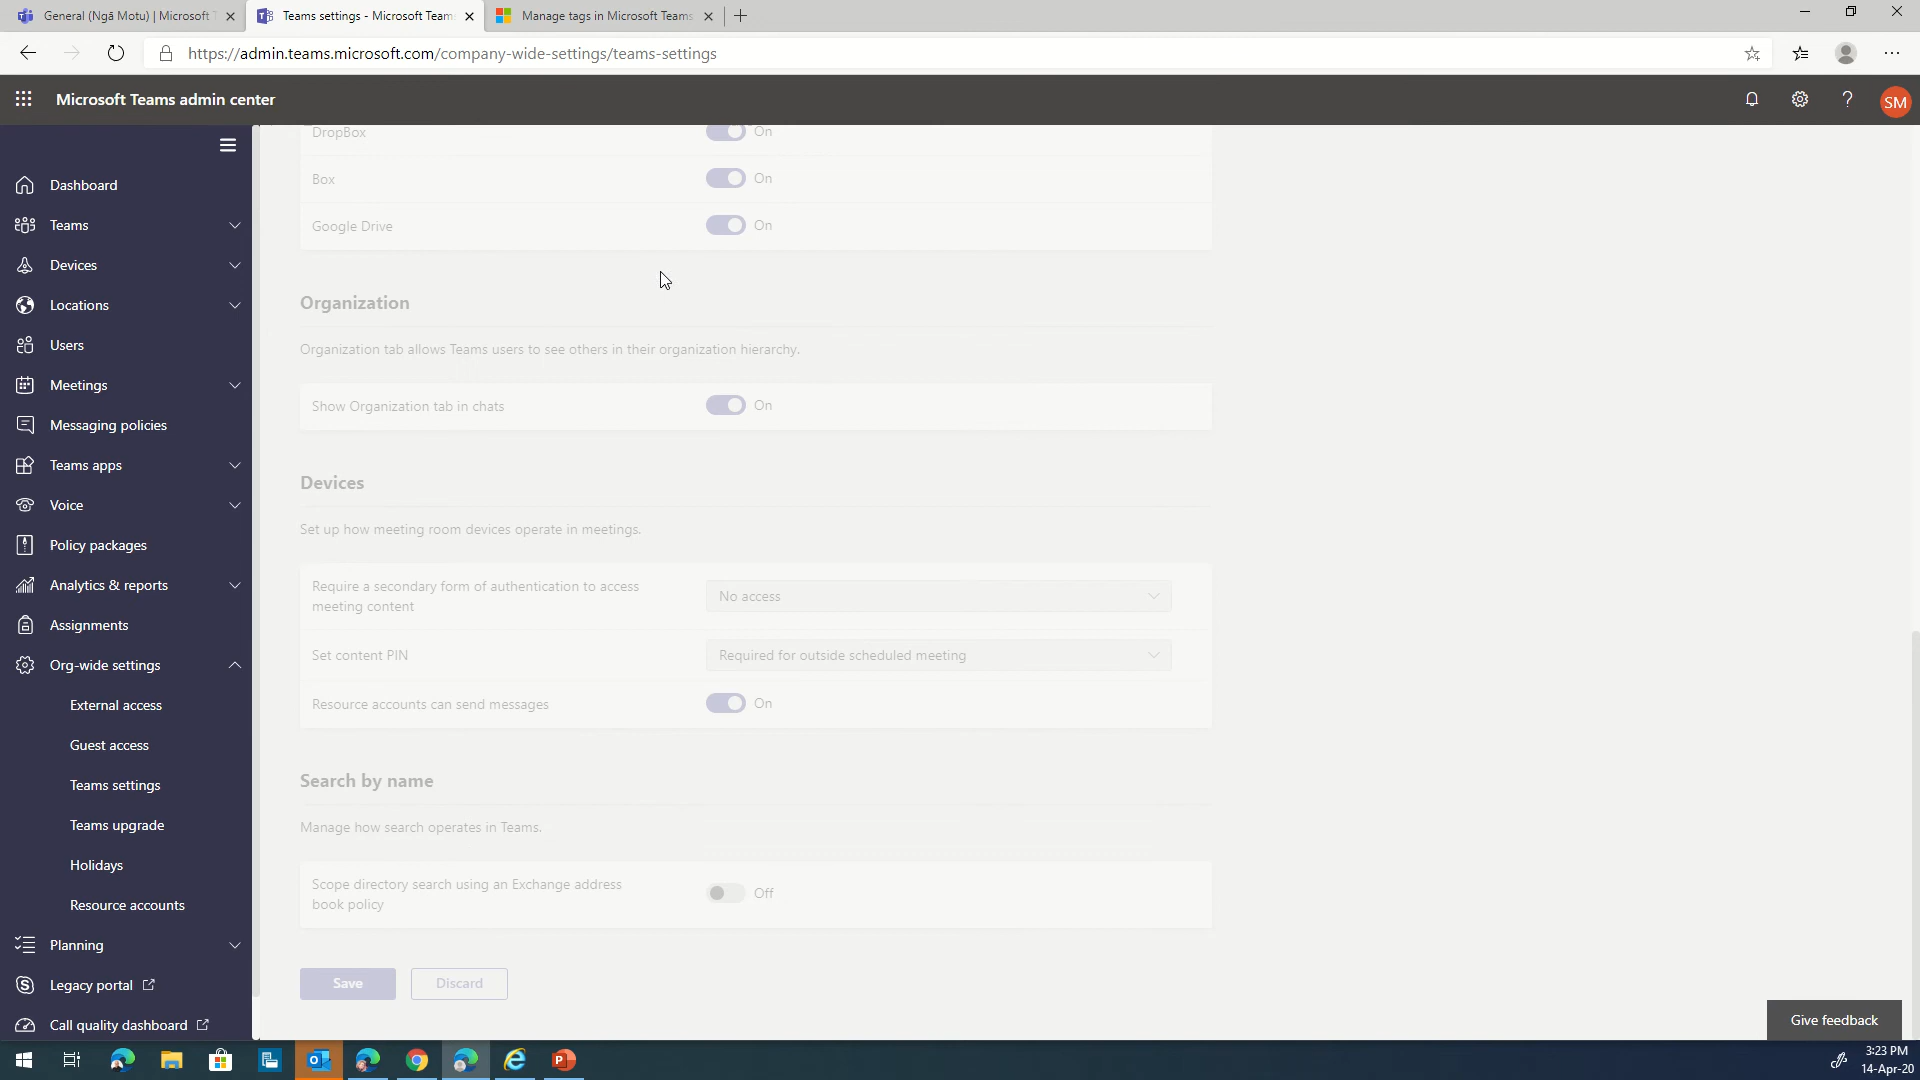 General (Ngā Motu) | Microsoft T
Teams settings - Microsoft Team
Manage tags in Microsoft Teams
https://admin.teams.microsoft.com/company-wide-settings/teams-settings
Microsoft Teams admin center
SM
Dashboard
Teams
Devices
Locations
Users
Meetings
Messaging policies
Teams apps
Voice
Policy packages
Analytics & reports
Assignments
Org-wide settings
External access
Guest access
Teams settings
Teams upgrade
Holidays
Resource accounts
Planning
Legacy portal
Call quality dashboard
DropBox On
Box On
Google Drive On
Organization
Organization tab allows Teams users to see others in their organization hierarchy.
Show Organization tab in chats On
Devices
Set up how meeting room devices operate in meetings.
Require a secondary form of authentication to access
meeting content
No access
Set content PIN Required for outside scheduled meeting
Resource accounts can send messages On
Search by name
Manage how search operates in Teams.
Scope directory search using an Exchange address
book policy
Off
Save Discard
Give feedback
3:23 PM
14-Apr-20